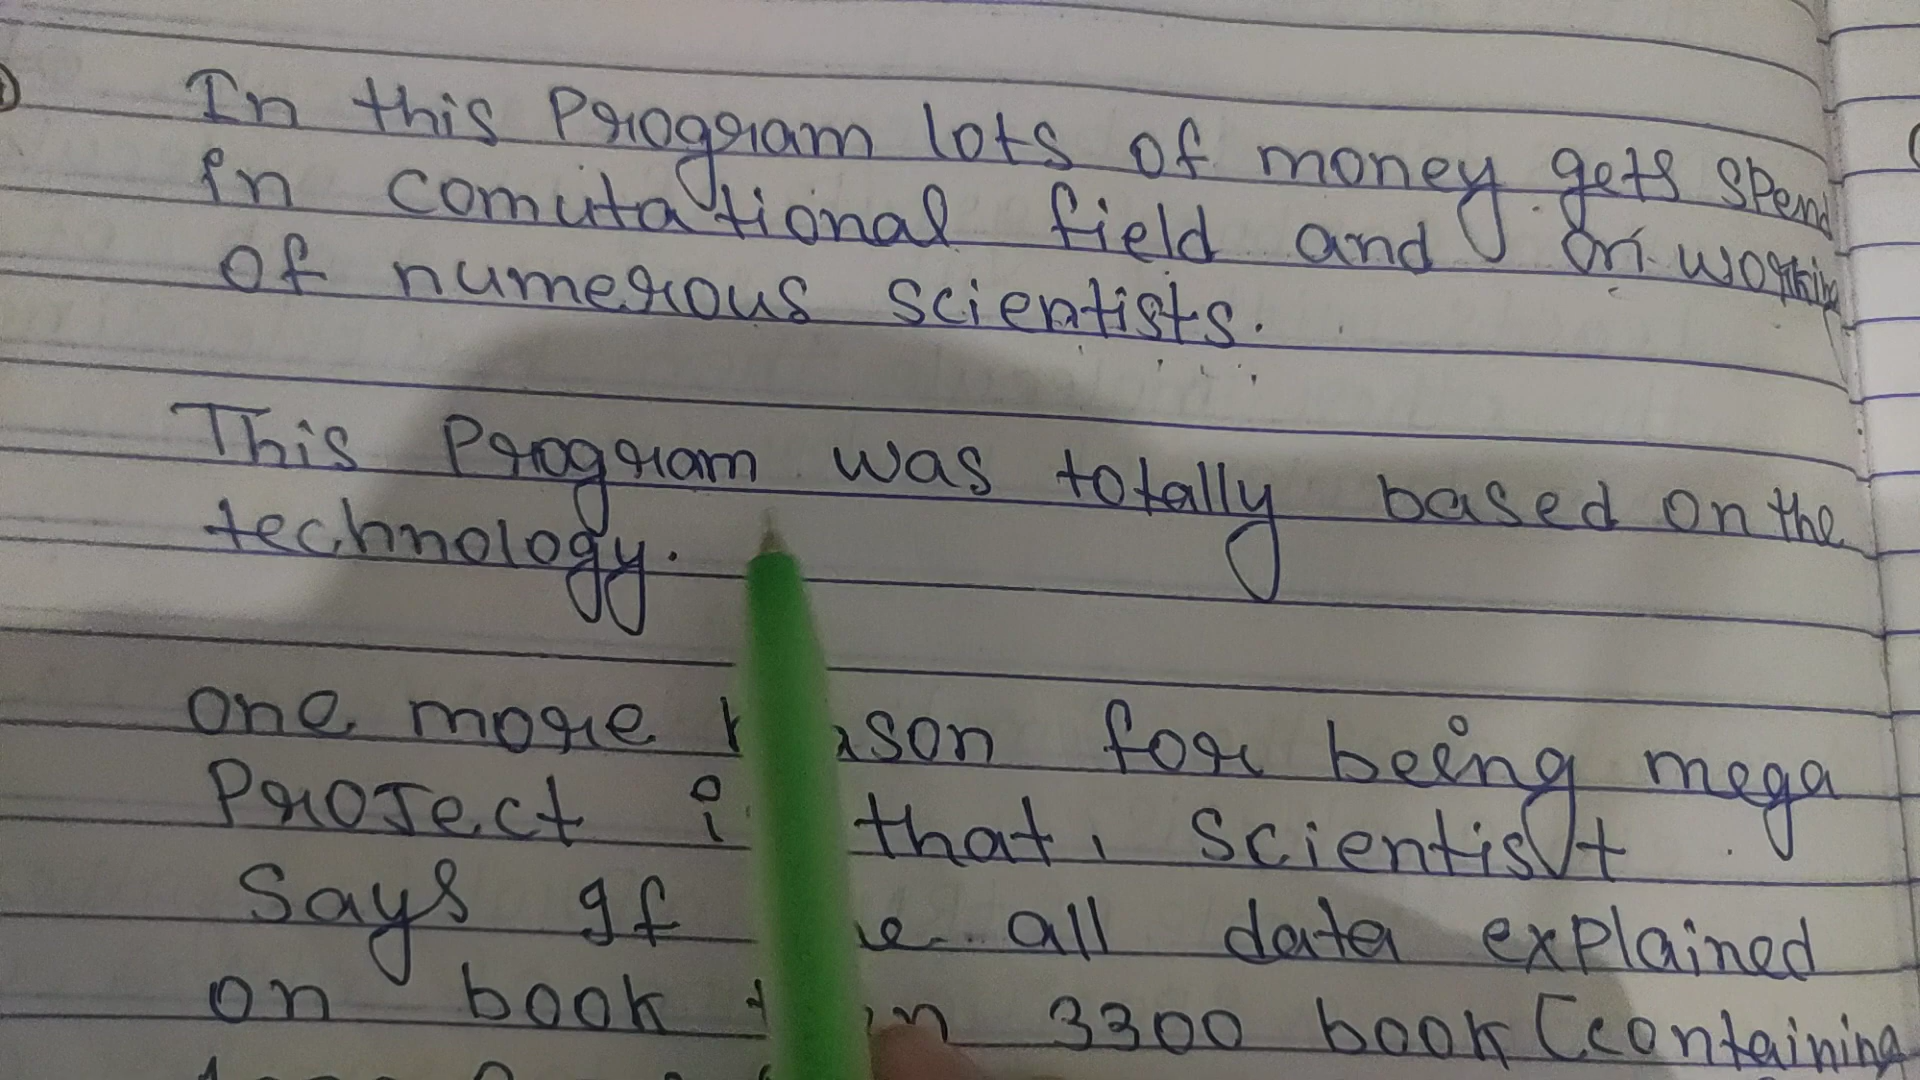 In this Program lots of money gets spend
in comutational field and on working
of numerous scientists.
This Program was totally based on the
technology.
one more for being mega
Project that, scientist
Says If all data explained
on book 3300 book (containing